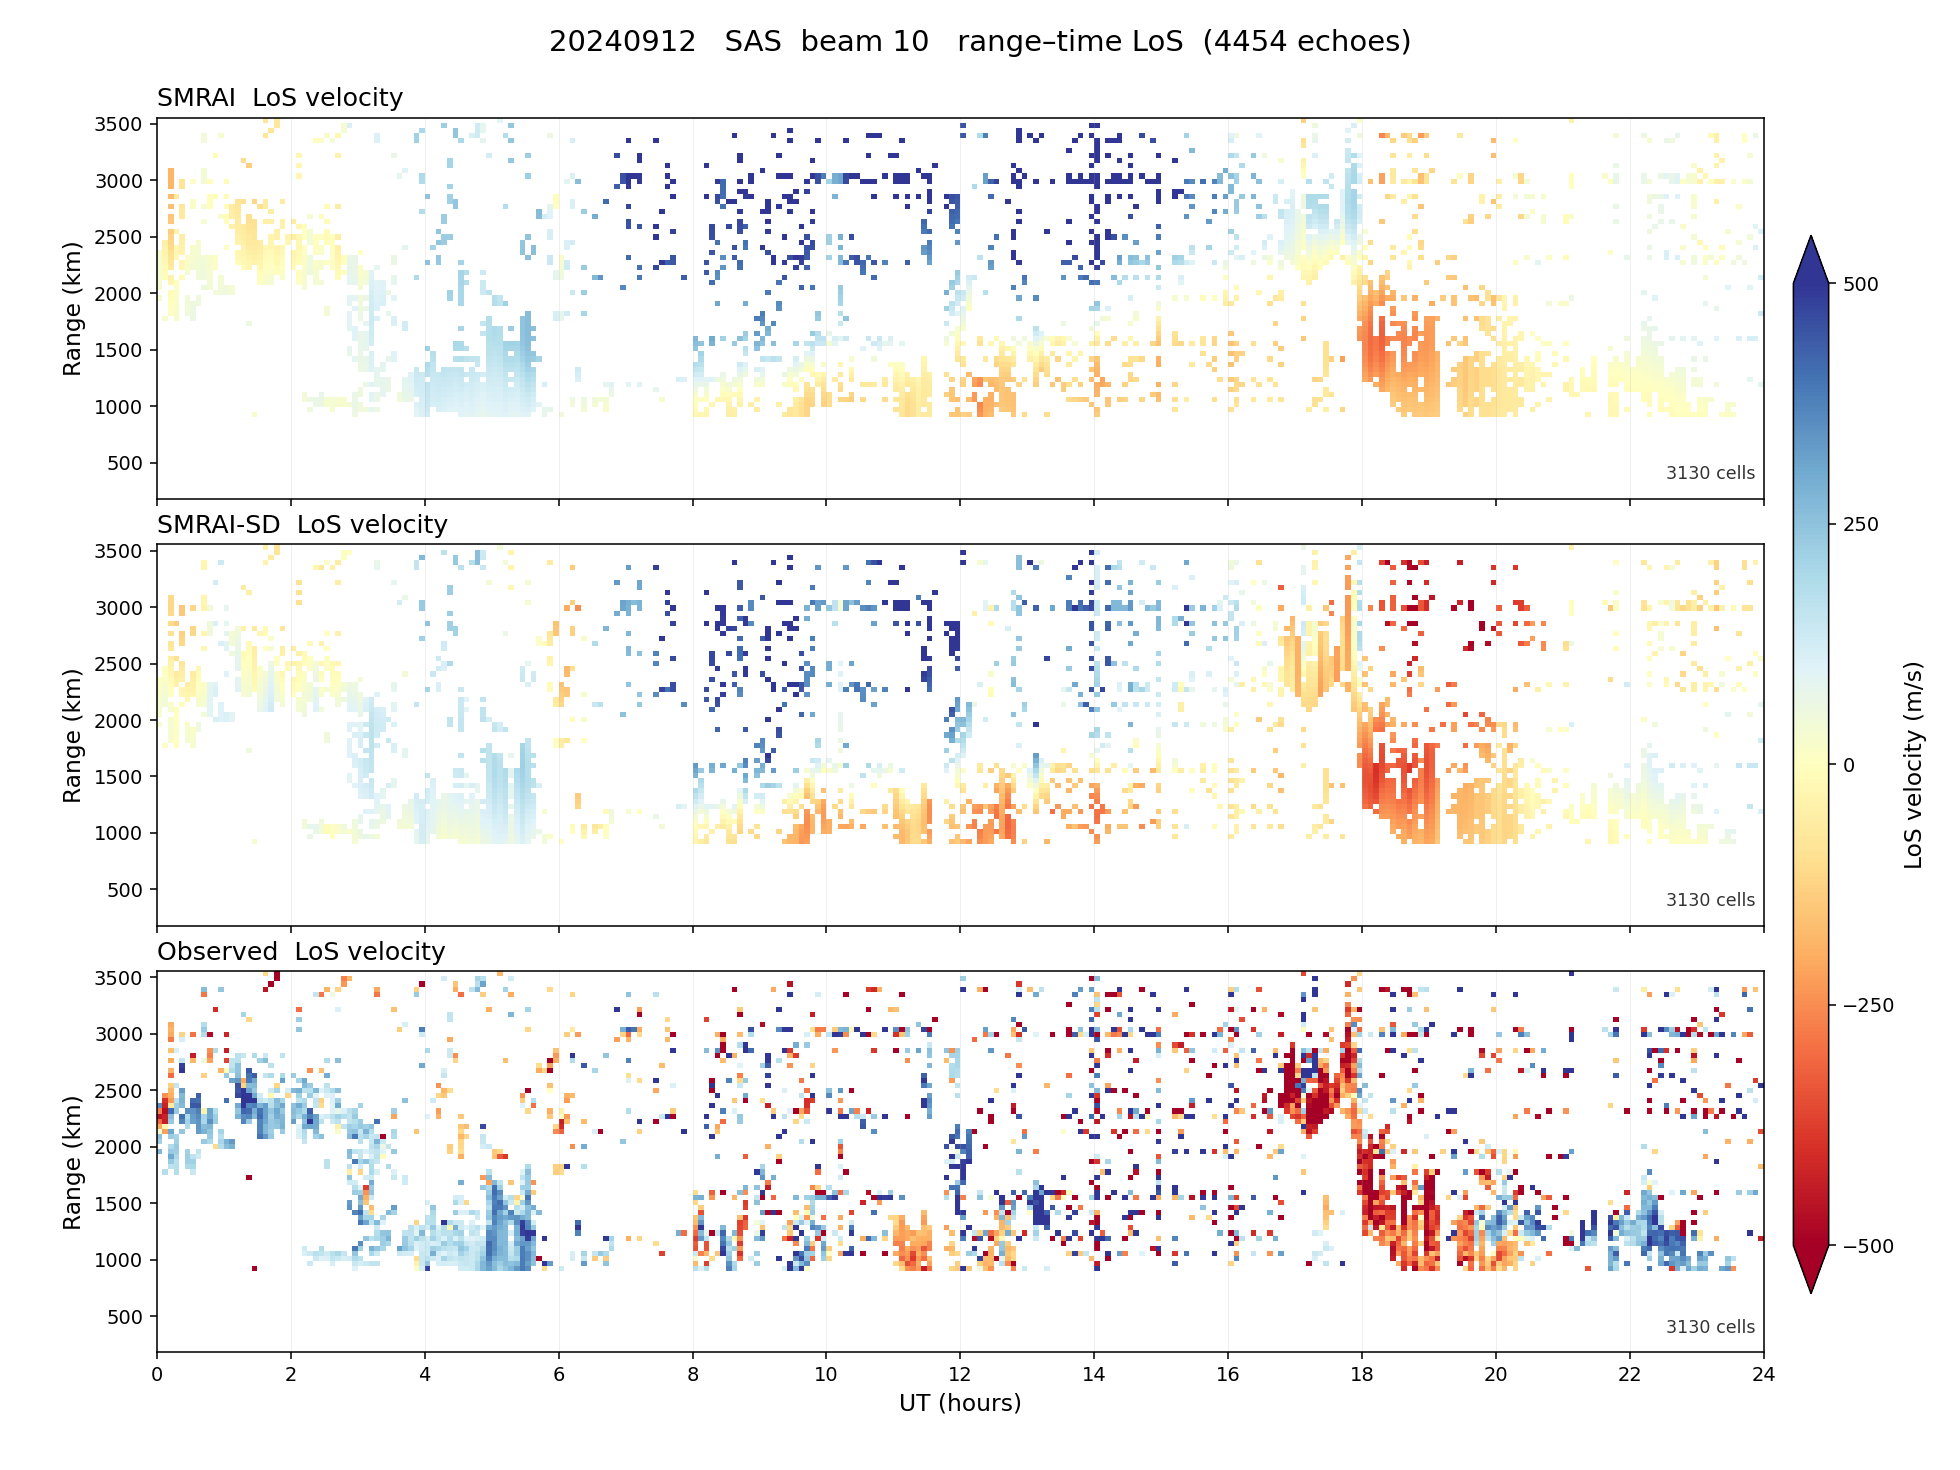 20240912 SAS beam 10 range–time LoS (4454 echoes)
SMRAI LoS velocity
3500
3000
2500
2000
1500
1000
500
Range (km)
3130 cells
SMRAI-SD LoS velocity
3500
3000
2500
2000
1500
1000
500
Range (km)
3130 cells
Observed LoS velocity
3500
3000
2500
2000
1500
1000
500
Range (km)
3130 cells
0 2 4 6 8 10 12 14 16 18 20 22 24
UT (hours)
500
250
0
−250
−500
LoS velocity (m/s)